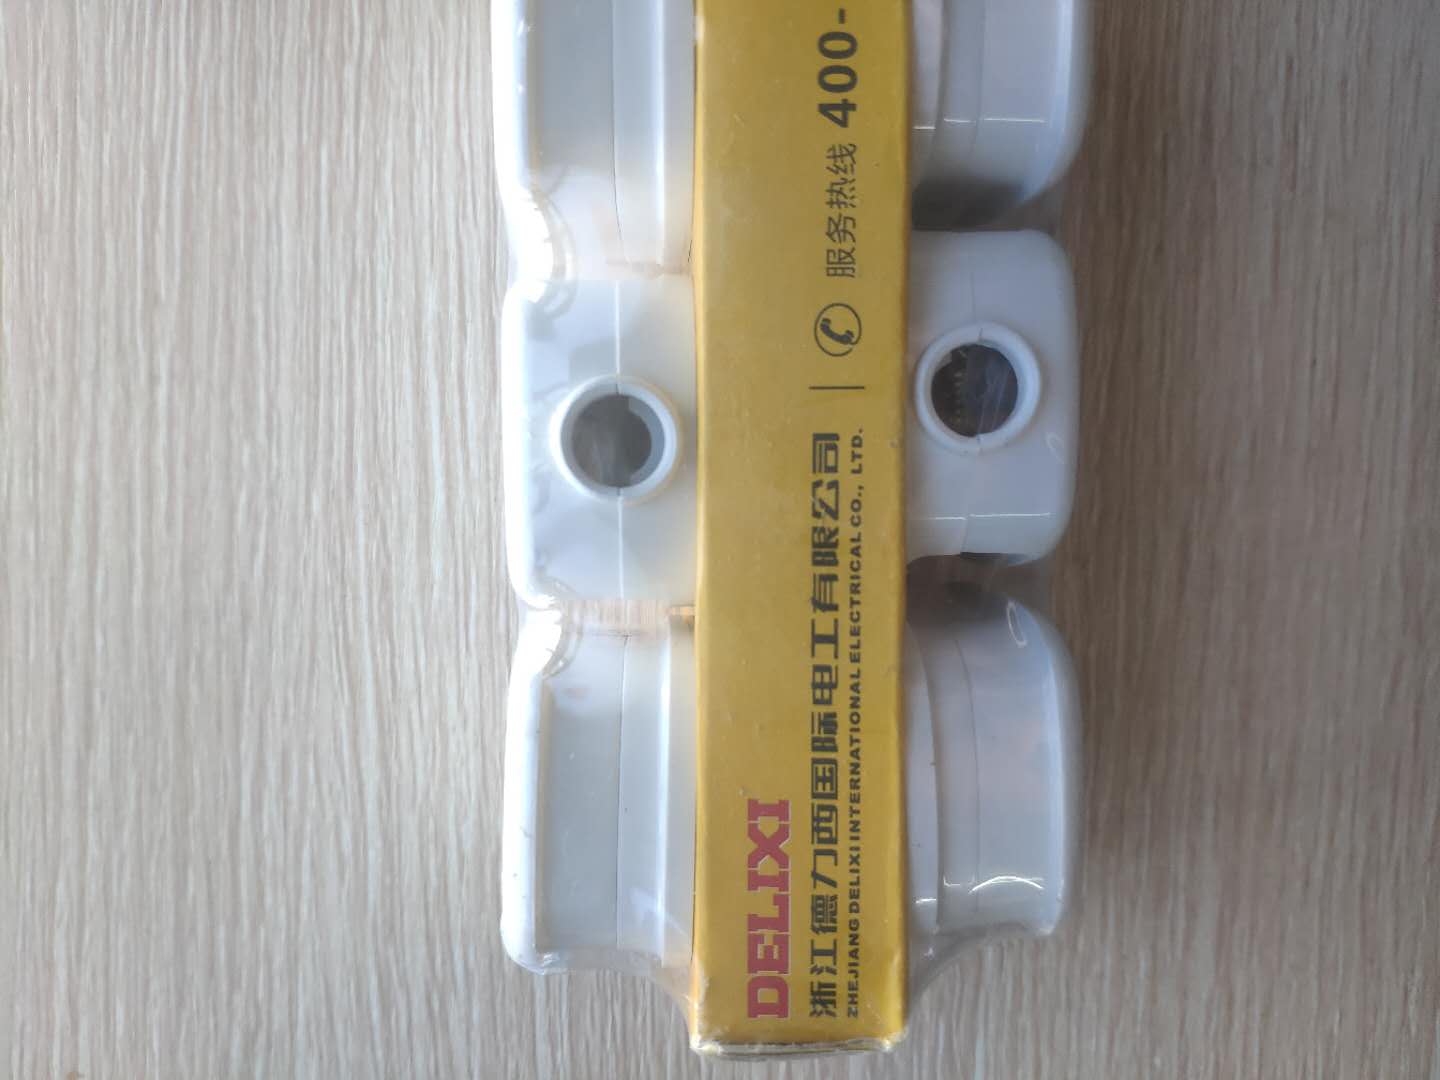 DELIXI
浙江德力西国际电工有限公司 | 服务热线 400-
ZHEJIANG DELIXI INTERNATIONAL ELECTRICAL CO., LTD.